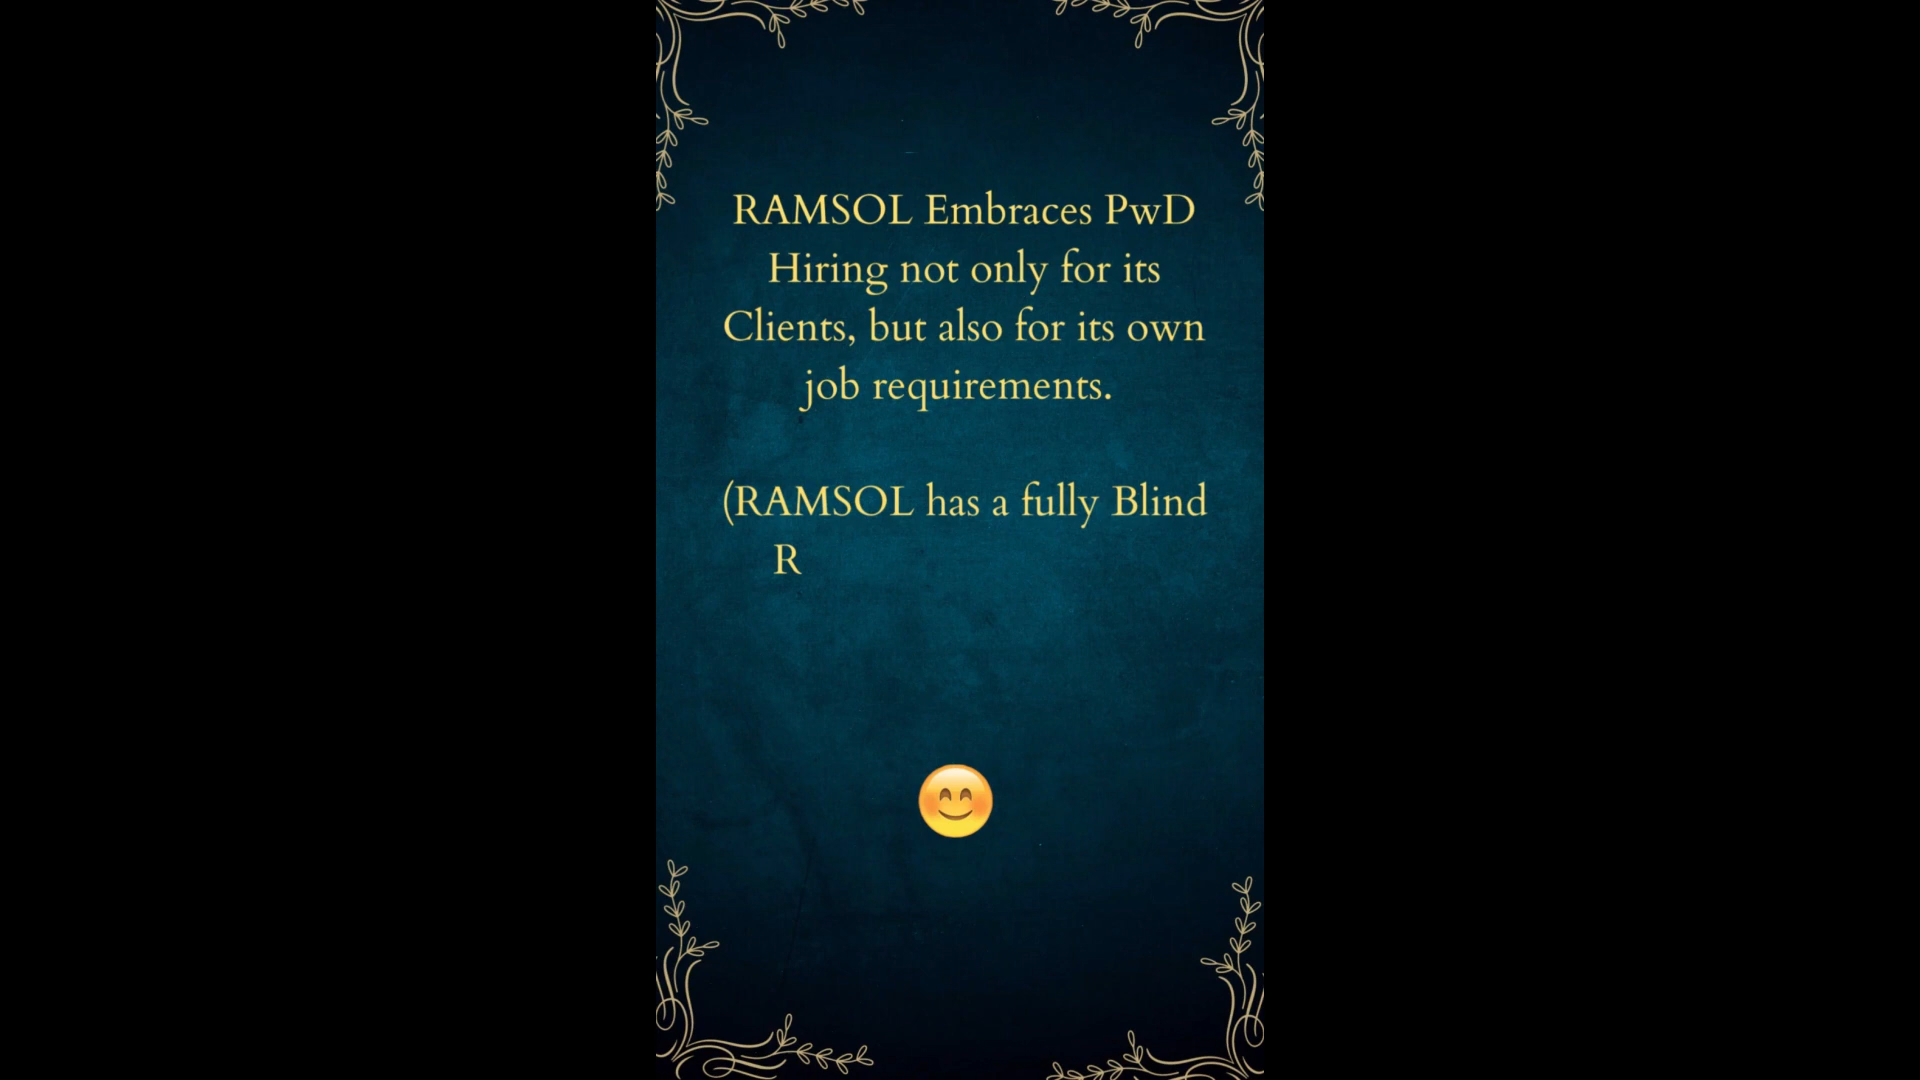 RAMSOL Embraces PwD
Hiring not only for its
Clients, but also for its own
job requirements.
(RAMSOL has a fully Blind
R